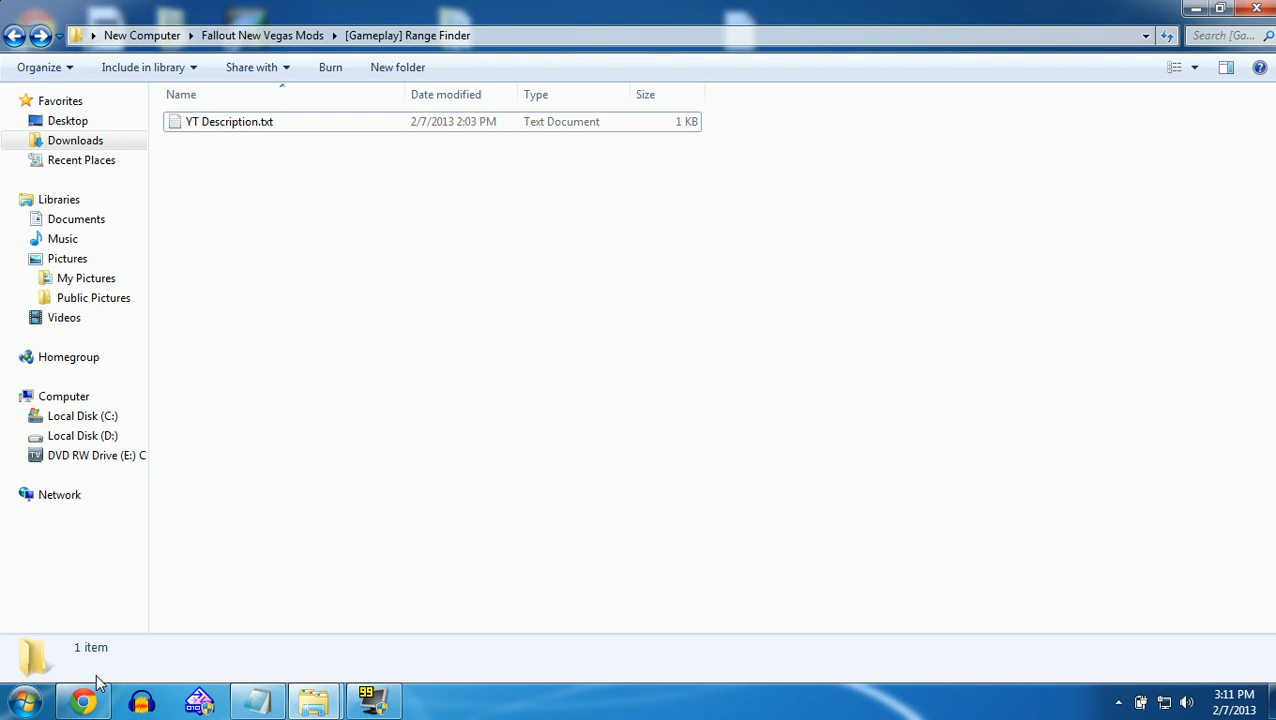 New Computer Fallout New Vegas Mods [Gameplay] Range Finder Search [Ga...
Organize Include in library Share with Burn New folder
Name Date modified Type Size
YT Description.txt 2/7/2013 2:03 PM Text Document 1 KB
Favorites
Desktop
Downloads
Recent Places
Libraries
Documents
Music
Pictures
My Pictures
Public Pictures
Videos
Homegroup
Computer
Local Disk (C:)
Local Disk (D:)
DVD RW Drive (E:) C
Network
1 item
99
3:11 PM
2/7/2013